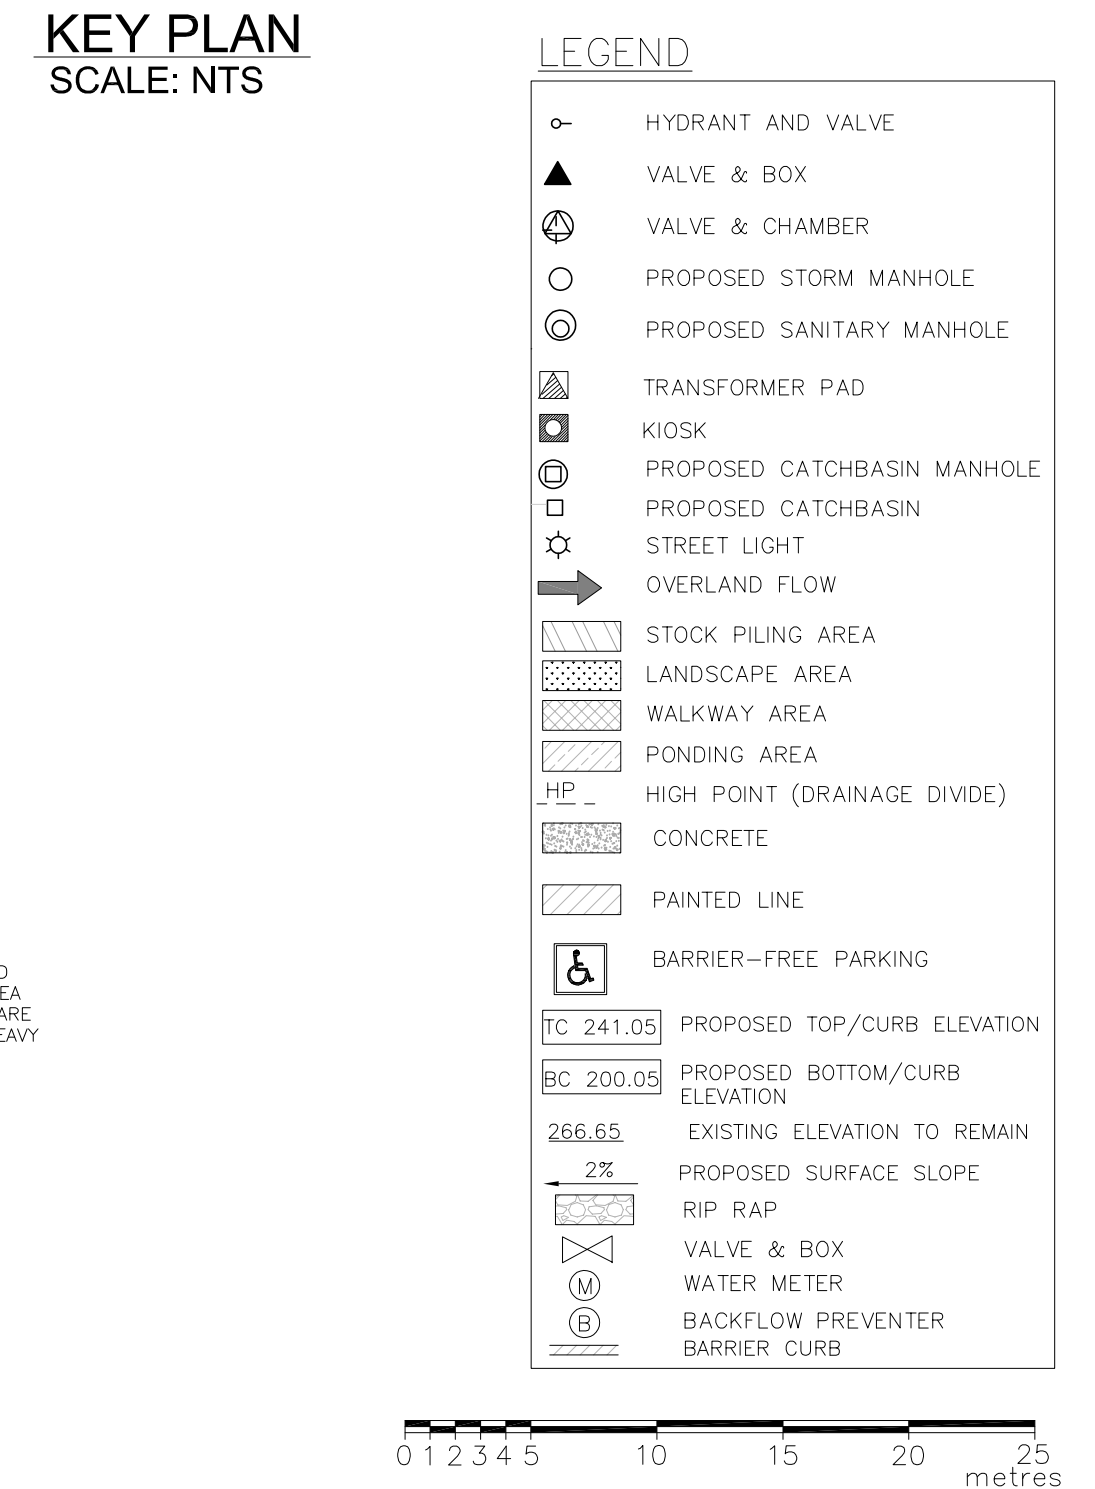 KEY PLAN
SCALE: NTS
LEGEND
HYDRANT AND VALVE
VALVE & BOX
VALVE & CHAMBER
PROPOSED STORM MANHOLE
PROPOSED SANITARY MANHOLE
TRANSFORMER PAD
KIOSK
PROPOSED CATCHBASIN MANHOLE
PROPOSED CATCHBASIN
STREET LIGHT
OVERLAND FLOW
STOCK PILING AREA
LANDSCAPE AREA
WALKWAY AREA
PONDING AREA
HP HIGH POINT (DRAINAGE DIVIDE)
CONCRETE
PAINTED LINE
BARRIER-FREE PARKING
TC 241.05 PROPOSED TOP/CURB ELEVATION
BC 200.05 PROPOSED BOTTOM/CURB
ELEVATION
266.65 EXISTING ELEVATION TO REMAIN
2% PROPOSED SURFACE SLOPE
RIP RAP
VALVE & BOX
M WATER METER
B BACKFLOW PREVENTER
BARRIER CURB
0 1 2 3 4 5 10 15 20 25
metres
EA
ARE
EAVY